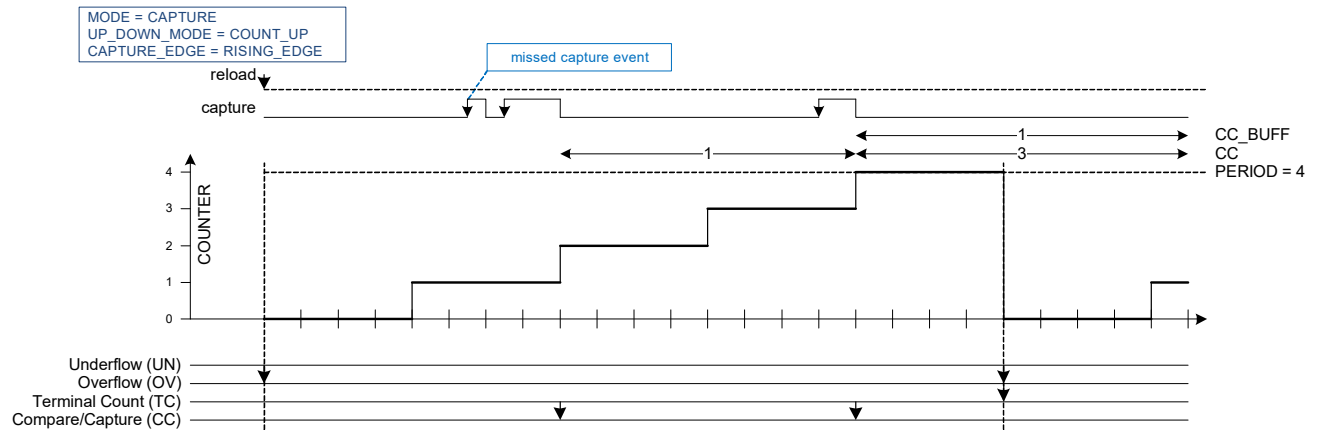 MODE = CAPTURE
UP_DOWN_MODE = COUNT_UP
CAPTURE_EDGE = RISING_EDGE
missed capture event
reload
capture
1 CC_BUFF
1 3 CC
4 PERIOD = 4
3
2
1
0
COUNTER
Underflow (UN)
Overflow (OV)
Terminal Count (TC)
Compare/Capture (CC)